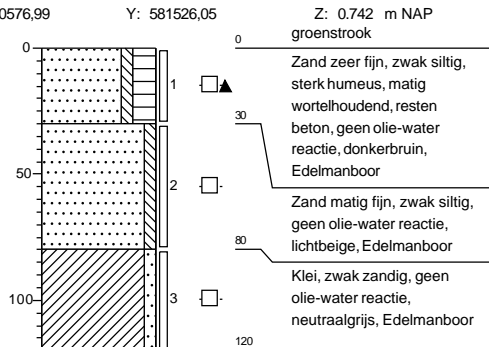 0576,99 Y: 581526,05 Z: 0.742 m NAP
0 0 groenstrook
Zand zeer fijn, zwak siltig,
1 sterk humeus, matig
wortelhoudend, resten
30 beton, geen olie-water
reactie, donkerbruin,
Edelmanboor
50 2 Zand matig fijn, zwak siltig,
geen olie-water reactie,
80 lichtbeige, Edelmanboor
Klei, zwak zandig, geen
100 3 olie-water reactie,
neutraalgrijs, Edelmanboor
120